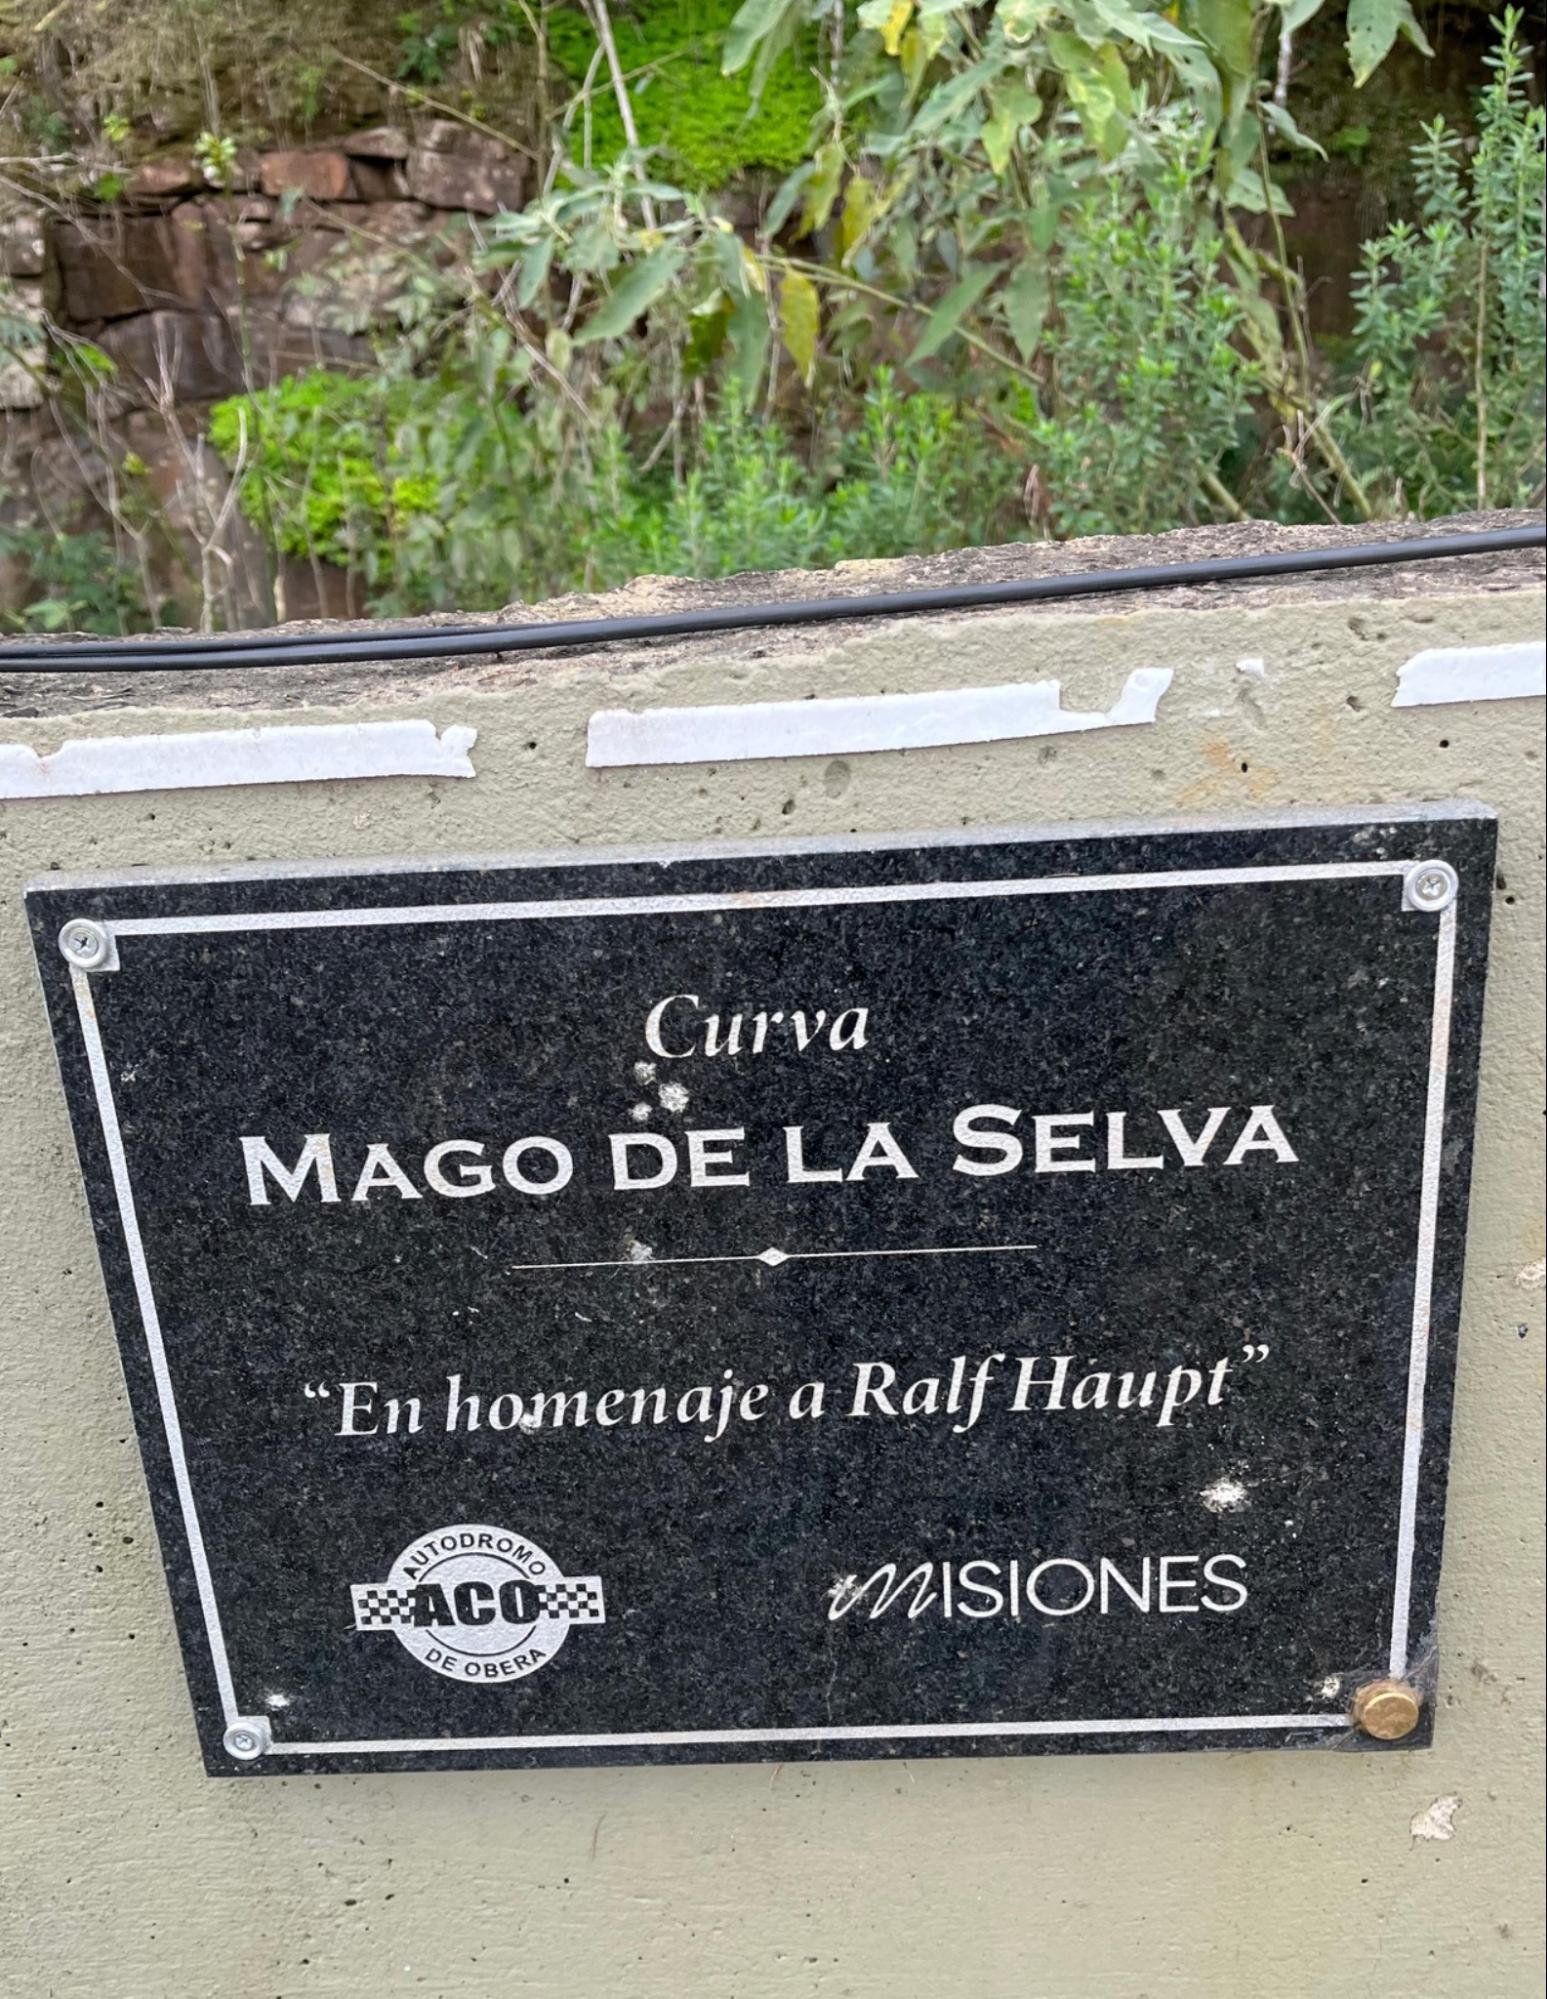 Curva
MAGO DE LA SELVA
“En homenaje a Ralf Haupt”
AUTODROMO
ACO
DE OBERA
MISIONES